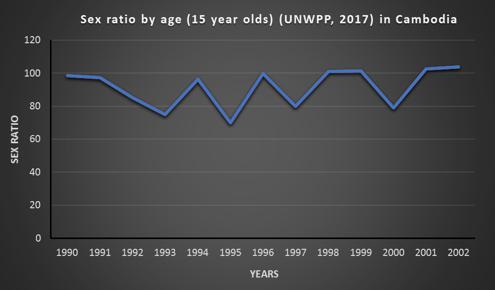 Sex ratio by age (15 year olds) (UNWPP, 2017) in Cambodia
120
100
80
60
40
20
0
SEX RATIO
1990 1991 1992 1993 1994 1995 1996 1997 1998 1999 2000 2001 2002
YEARS